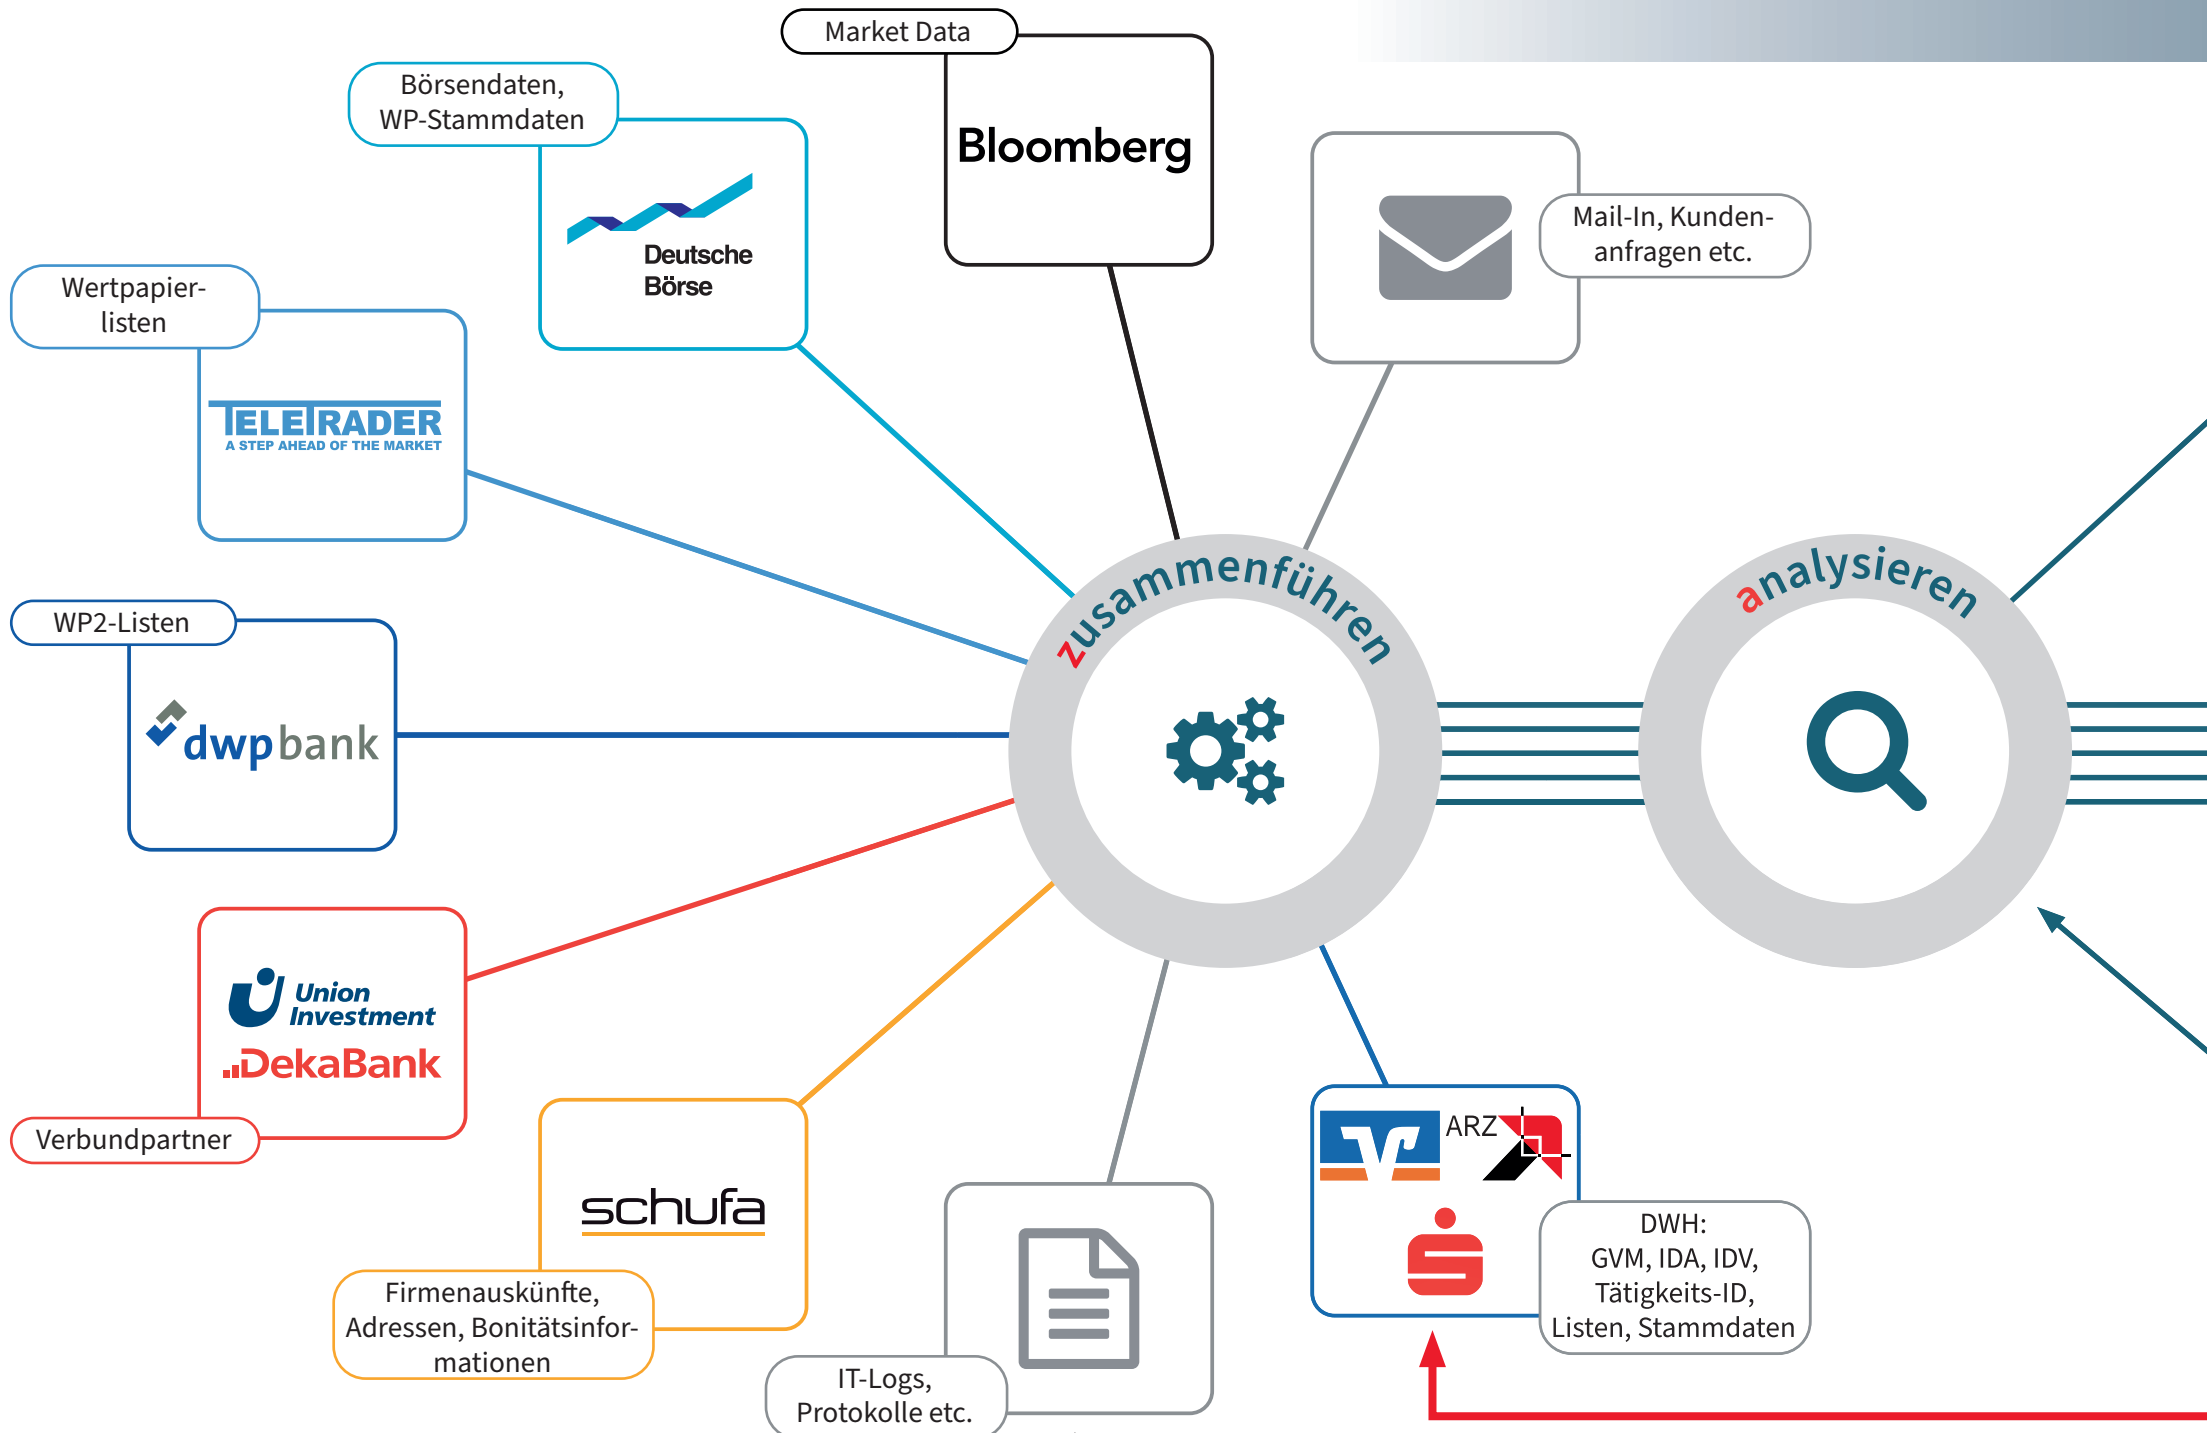 Market Data
Bloomberg
Börsendaten,
WP-Stammdaten
Deutsche
Börse
Mail-In, Kunden-
anfragen etc.
Wertpapier-
listen
TELETRADER
A STEP AHEAD OF THE MARKET
zusammenführen
analysieren
WP2-Listen
dwpbank
Union
Investment
DekaBank
Verbundpartner
schufa
Firmenauskünfte,
Adressen, Bonitätsinfor-
mationen
IT-Logs,
Protokolle etc.
ARZ
DWH:
GVM, IDA, IDV,
Tätigkeits-ID,
Listen, Stammdaten